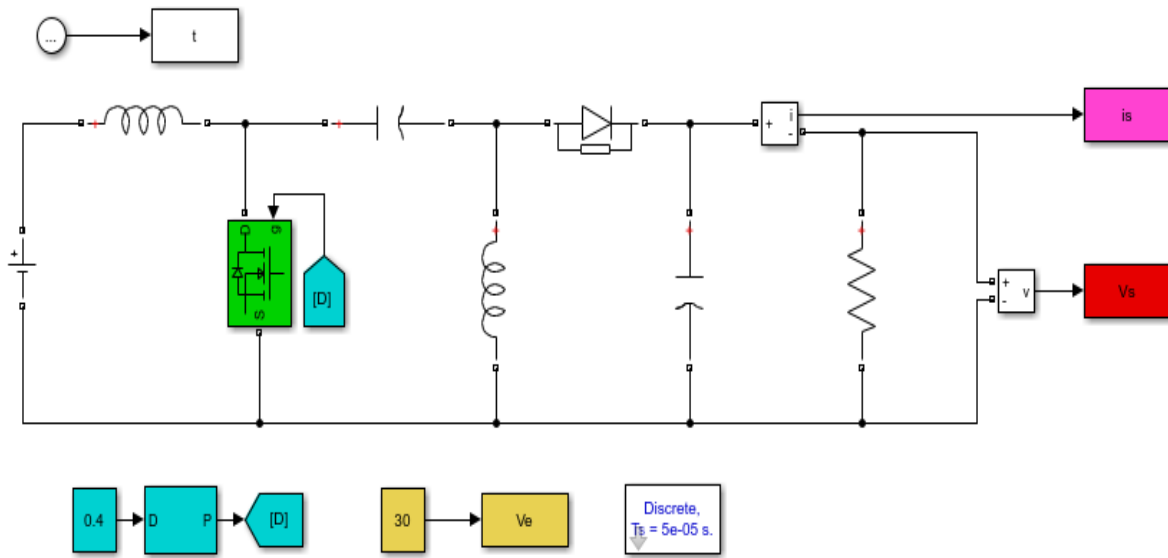 ...
t
+
i
-
is
+
D
g
S
[D]
+
-
v
Vs
0.4
D
P
[D]
30
Ve
Discrete,
Ts = 5e-05 s.